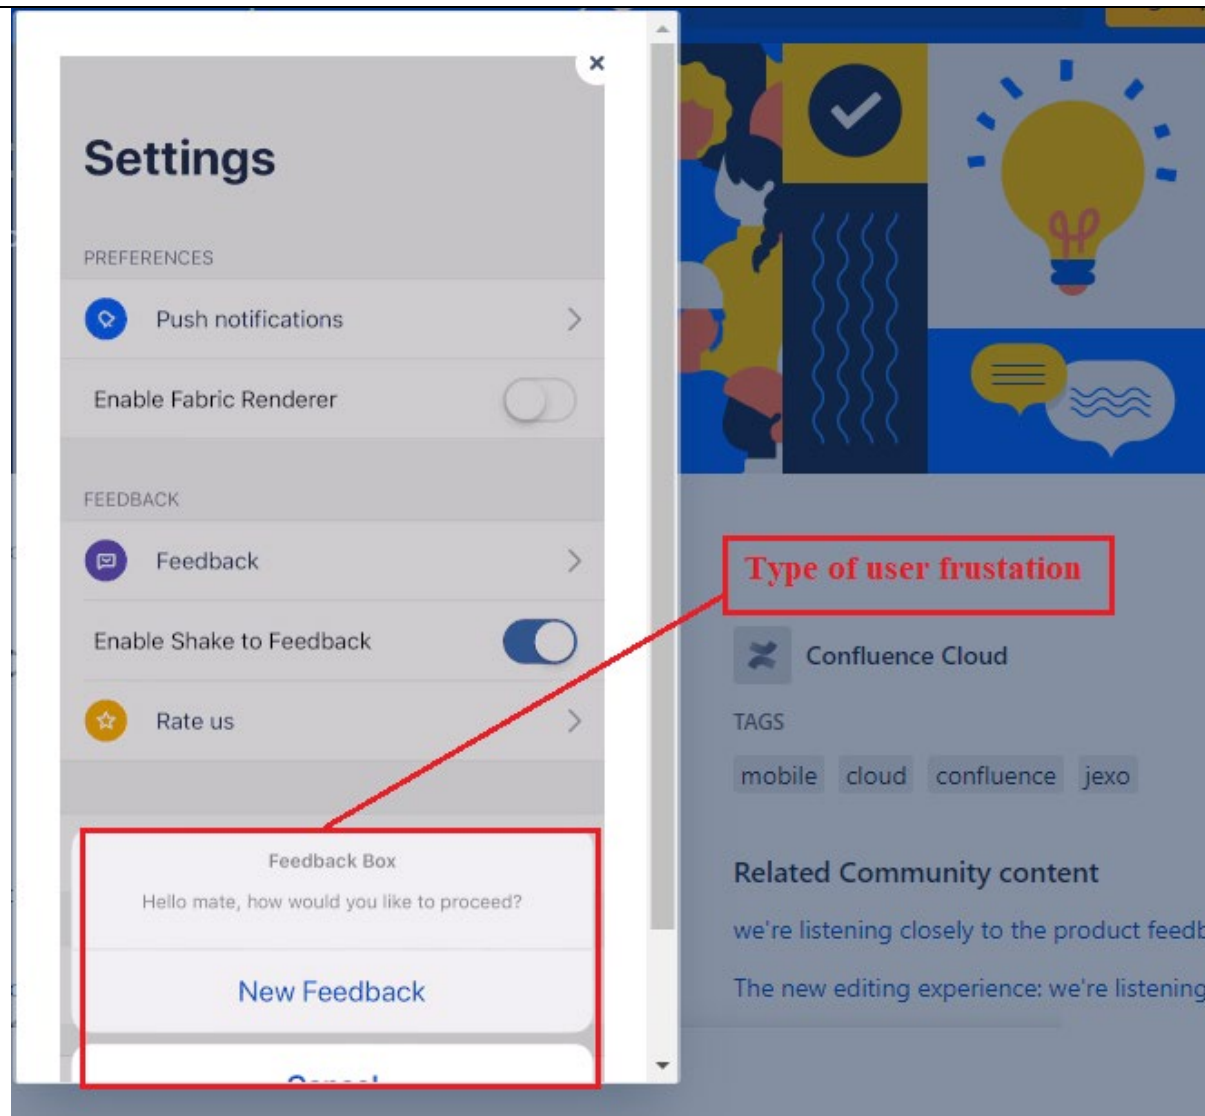 Settings
PREFERENCES
Push notifications
Enable Fabric Renderer
FEEDBACK
Feedback
Enable Shake to Feedback
Rate us
Feedback Box
Hello mate, how would you like to proceed?
New Feedback
Cancel
Type of user frustation
Confluence Cloud
TAGS
mobile cloud confluence jexo
Related Community content
we're listening closely to the product feedb
The new editing experience: we're listening